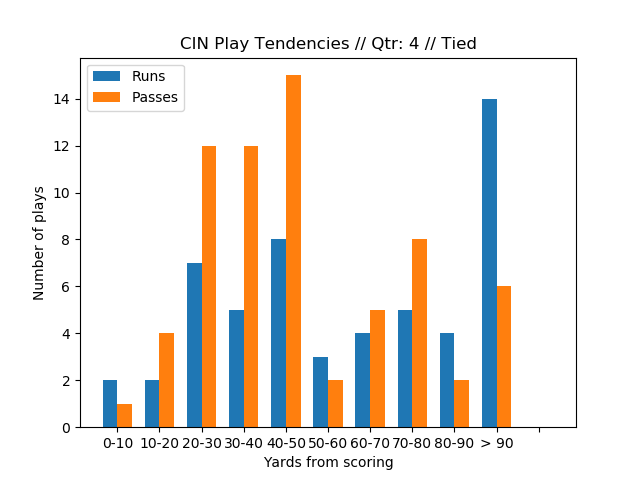 CIN Play Tendencies // Qtr: 4 // Tied
Runs
Passes
Number of plays
14
12
10
8
6
4
2
0
0-10 10-20 20-30 30-40 40-50 50-60 60-70 70-80 80-90 > 90
Yards from scoring